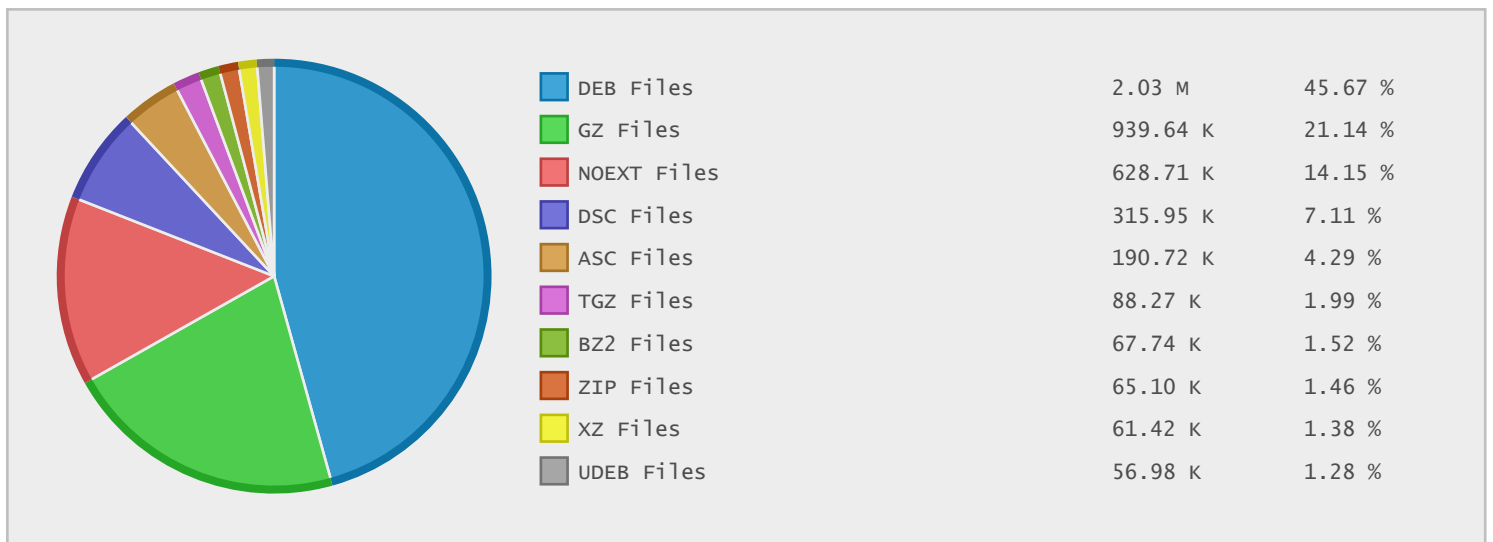 DEB Files 2.03 M 45.67 %
GZ Files 939.64 K 21.14 %
NOEXT Files 628.71 K 14.15 %
DSC Files 315.95 K 7.11 %
ASC Files 190.72 K 4.29 %
TGZ Files 88.27 K 1.99 %
BZ2 Files 67.74 K 1.52 %
ZIP Files 65.10 K 1.46 %
XZ Files 61.42 K 1.38 %
UDEB Files 56.98 K 1.28 %